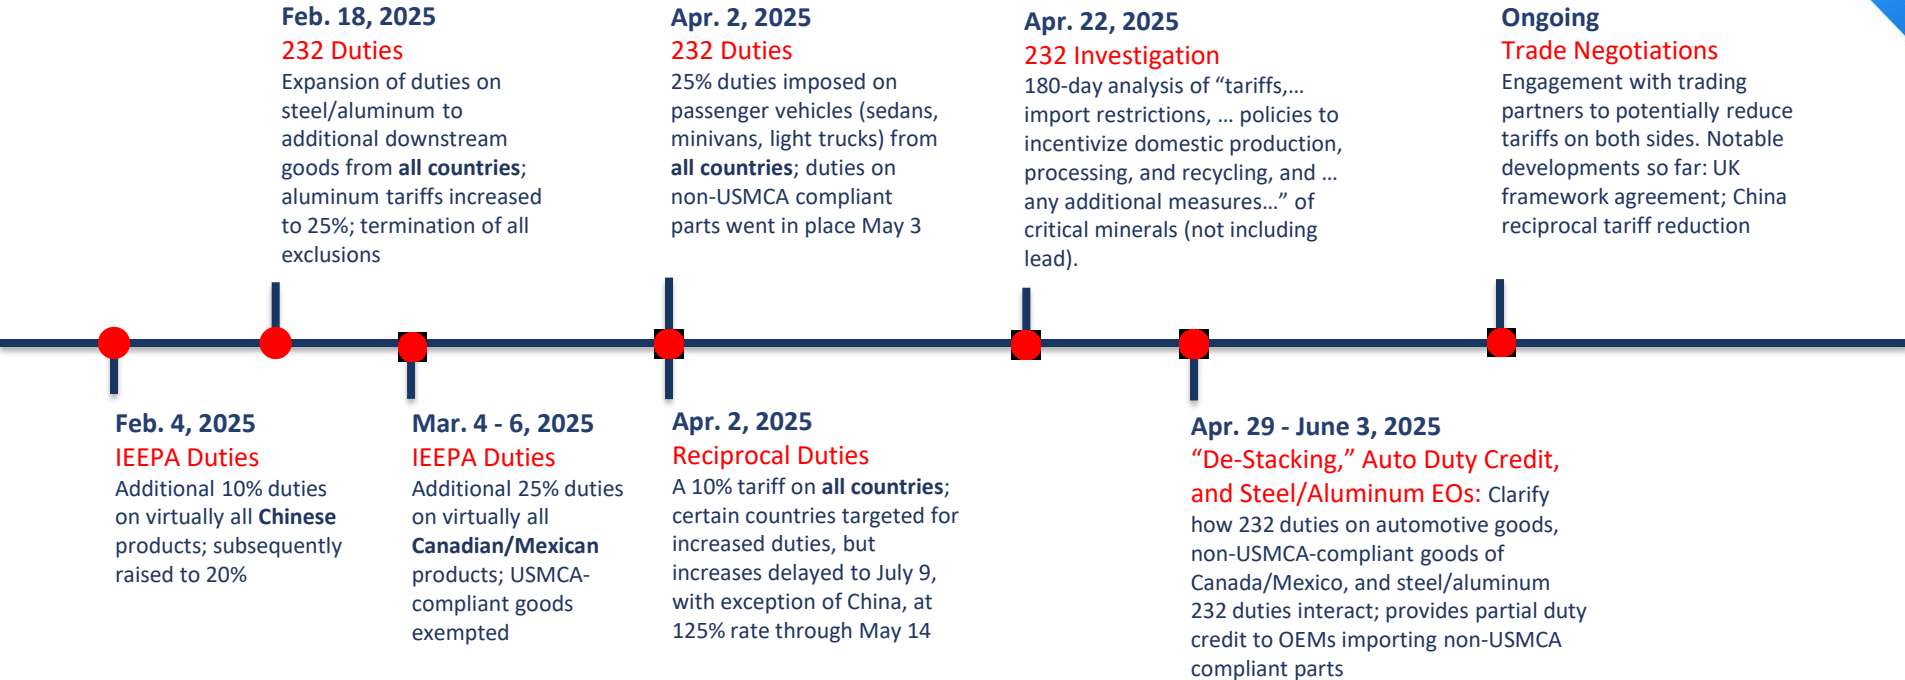 Feb. 18, 2025
232 Duties
Expansion of duties on
steel/aluminum to
additional downstream
goods from all countries;
aluminum tariffs increased
to 25%; termination of all
exclusions
Apr. 2, 2025
232 Duties
25% duties imposed on
passenger vehicles (sedans,
minivans, light trucks) from
all countries; duties on
non-USMCA compliant
parts went in place May 3
Apr. 22, 2025
232 Investigation
180-day analysis of “tariffs,…
import restrictions, … policies to
incentivize domestic production,
processing, and recycling, and …
any additional measures…” of
critical minerals (not including
lead).
Ongoing
Trade Negotiations
Engagement with trading
partners to potentially reduce
tariffs on both sides. Notable
developments so far: UK
framework agreement; China
reciprocal tariff reduction
Feb. 4, 2025
IEEPA Duties
Additional 10% duties
on virtually all Chinese
products; subsequently
raised to 20%
Mar. 4 - 6, 2025
IEEPA Duties
Additional 25% duties
on virtually all
Canadian/Mexican
products; USMCA-
compliant goods
exempted
Apr. 2, 2025
Reciprocal Duties
A 10% tariff on all countries;
certain countries targeted for
increased duties, but
increases delayed to July 9,
with exception of China, at
125% rate through May 14
Apr. 29 - June 3, 2025
“De-Stacking,” Auto Duty Credit,
and Steel/Aluminum EOs: Clarify
how 232 duties on automotive goods,
non-USMCA-compliant goods of
Canada/Mexico, and steel/aluminum
232 duties interact; provides partial duty
credit to OEMs importing non-USMCA
compliant parts